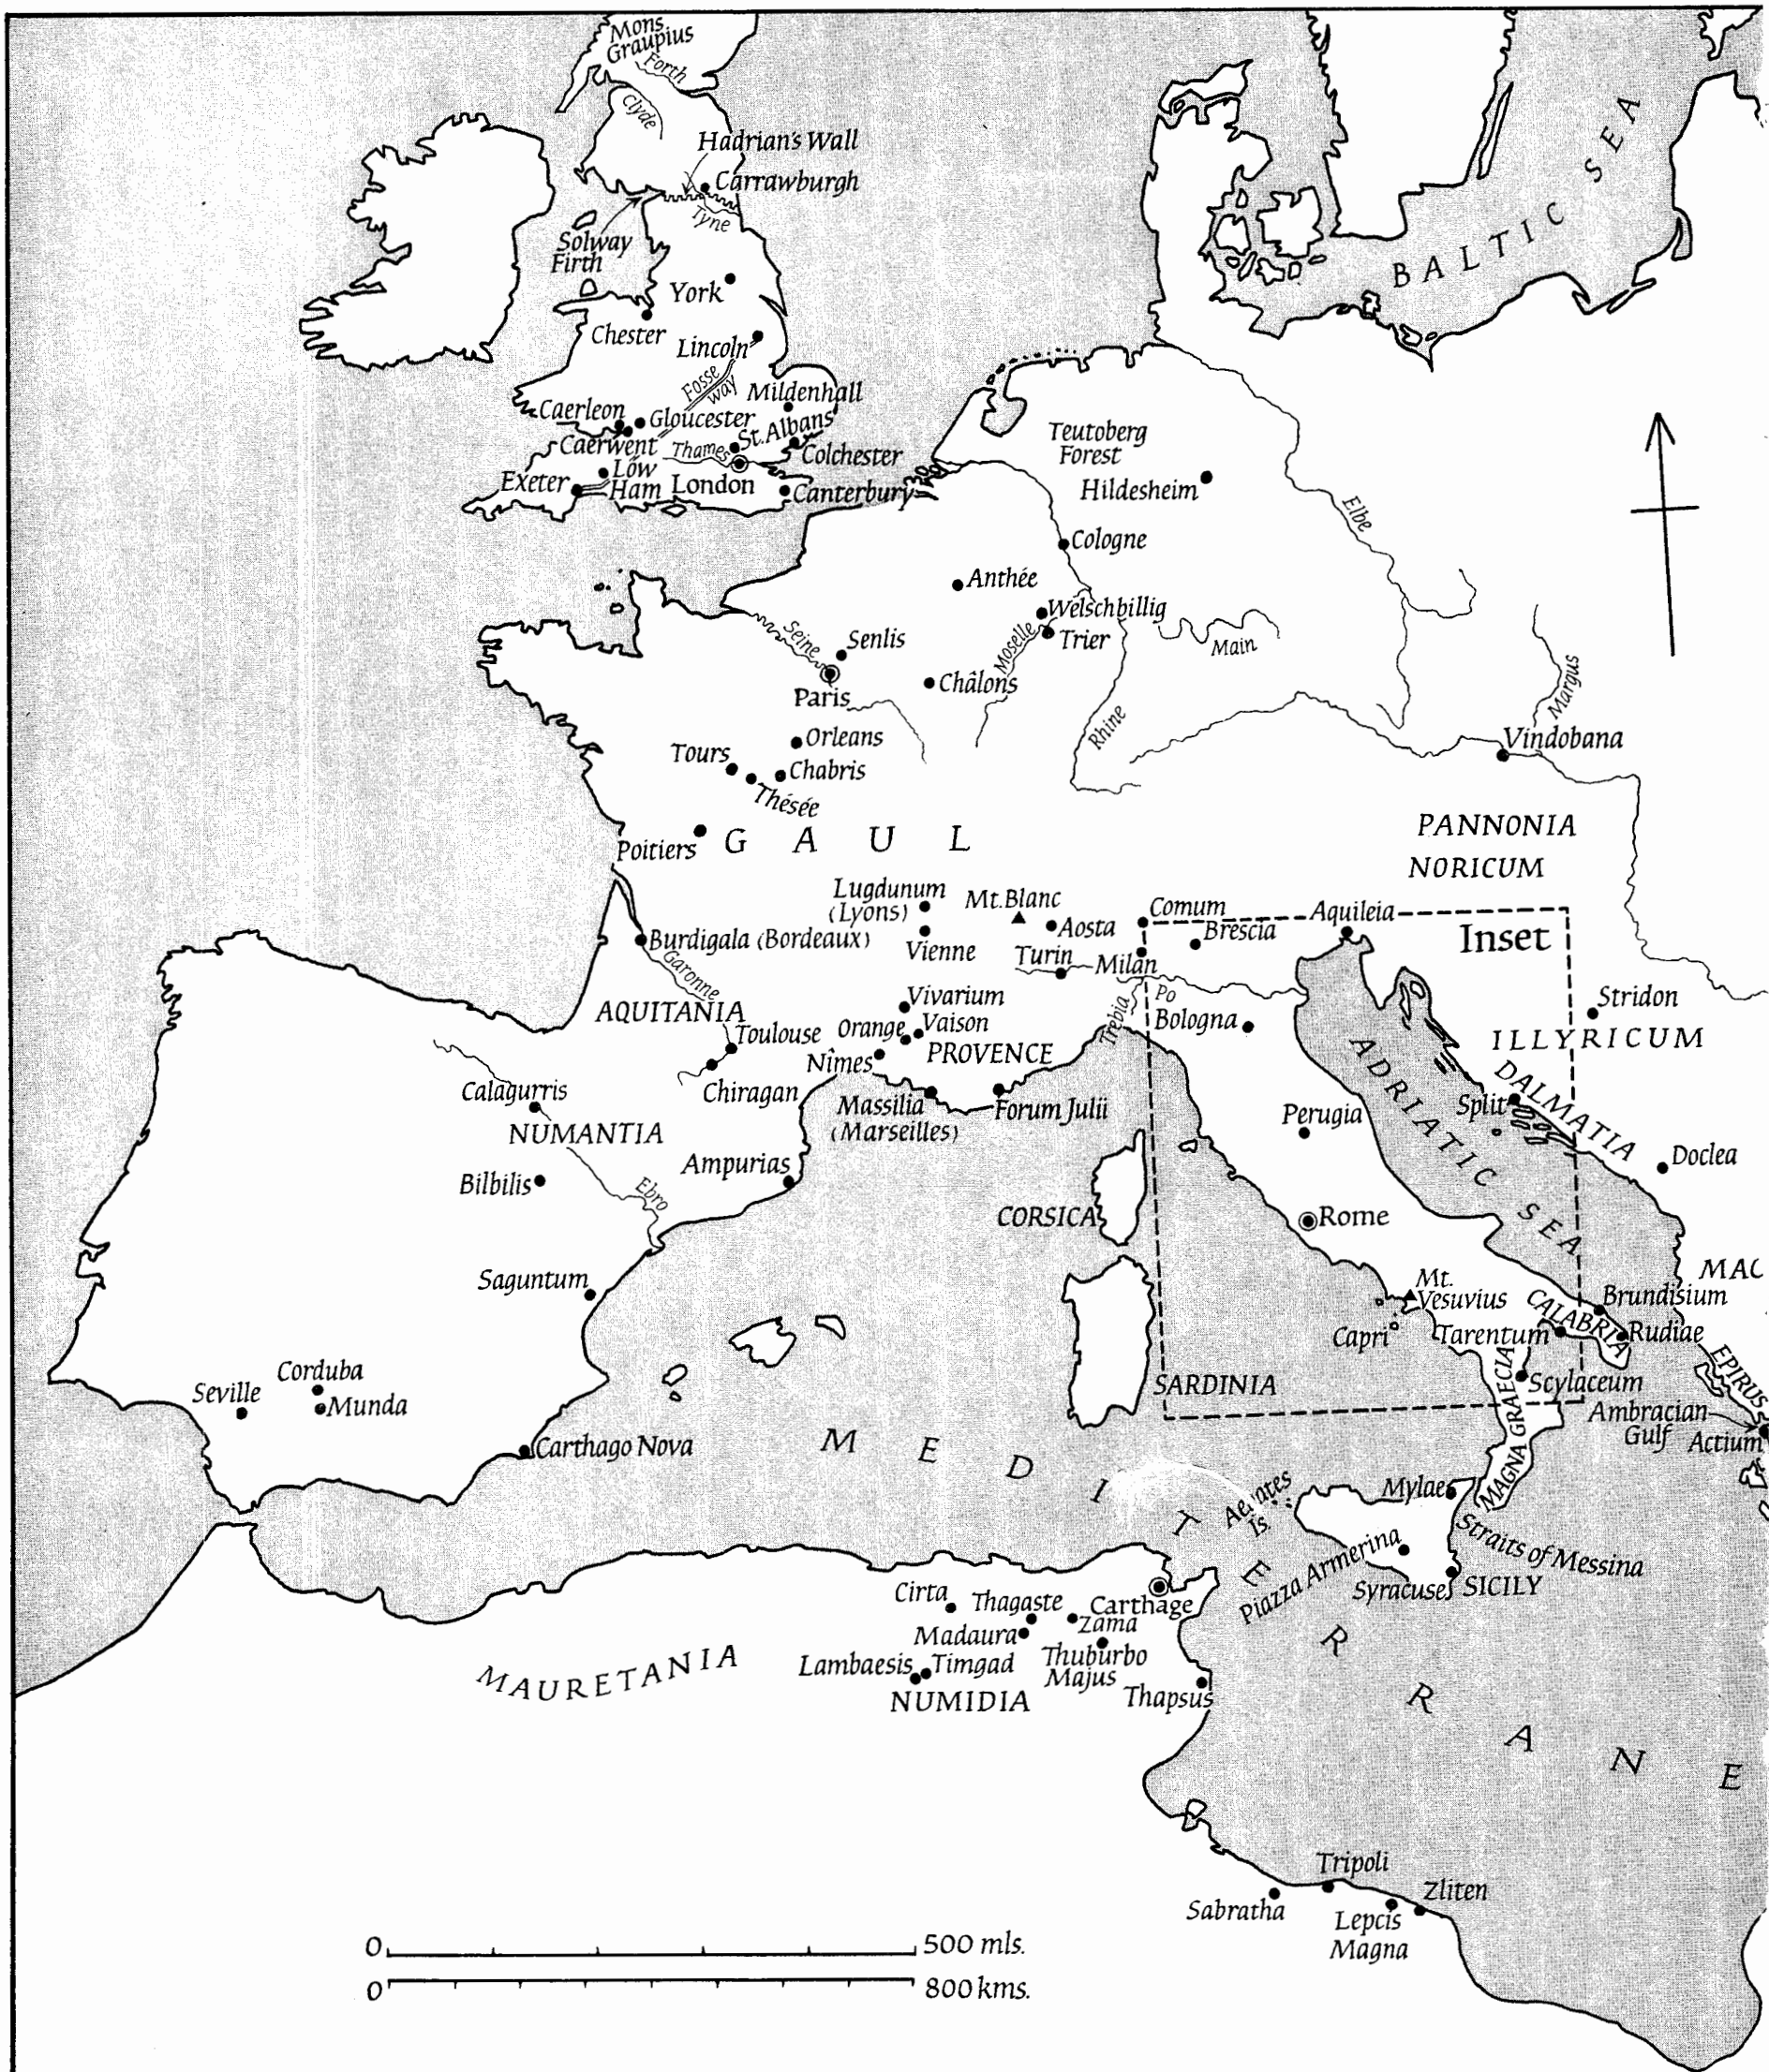 Mons
Graupius
Forth
Clyde
Hadrian's Wall
Carrawburgh
Tyne
Solway
Firth
York
Chester
Lincoln
Fosse
way
Mildenhall
Caerleon
Gloucester
St. Albans
Caerwent
Thames
Colchester
Low
Ham
Exeter
London
Canterbury
BALTIC SEA
Teutoberg
Forest
Hildesheim
Elbe
Cologne
Anthée
Welschbillig
Trier
Moselle
Main
Seine
Senlis
Paris
Châlons
Rhine
Margus
Vindobana
Orleans
Tours
Chabris
Thésée
Poitiers
GAUL
PANNONIA
NORICUM
Lugdunum
(Lyons)
Mt. Blanc
Aosta
Comum
Brescia
Aquileia
Inset
Burdigala (Bordeaux)
Vienne
Turin
Milan
Garonne
Po
Trebia
Vivarium
AQUITANIA
Toulouse
Orange
Vaison
Bologna
Stridon
ILLYRICUM
Nîmes
PROVENCE
Chiragan
Massilia
(Marseilles)
Forum Julii
ADRIATIC SEA
DALMATIA
Split
Calagurris
NUMANTIA
Perugia
Doclea
Bilbilis
Ebro
Ampurias
CORSICA
Rome
Saguntum
MAC
Mt.
Vesuvius
CALABRIA
Brundisium
Capri
Tarentum
Rudiae
EPIRUS
Corduba
Seville
Munda
SARDINIA
Scylaceum
Ambracian
Gulf
Actium
Carthago Nova
MAGNA GRAECIA
MEDITERRANE
Is.
Mylae
Straits of Messina
Piazza Armerina
Syracuse
SICILY
Cirta
Thagaste
Carthage
Madaura
Zama
Thuburbo
Majus
MAURETANIA
Lambaesis
Timgad
NUMIDIA
Thapsus
Tripoli
Sabratha
Lepcis
Magna
Zliten
0 500 mls.
0 800 kms.